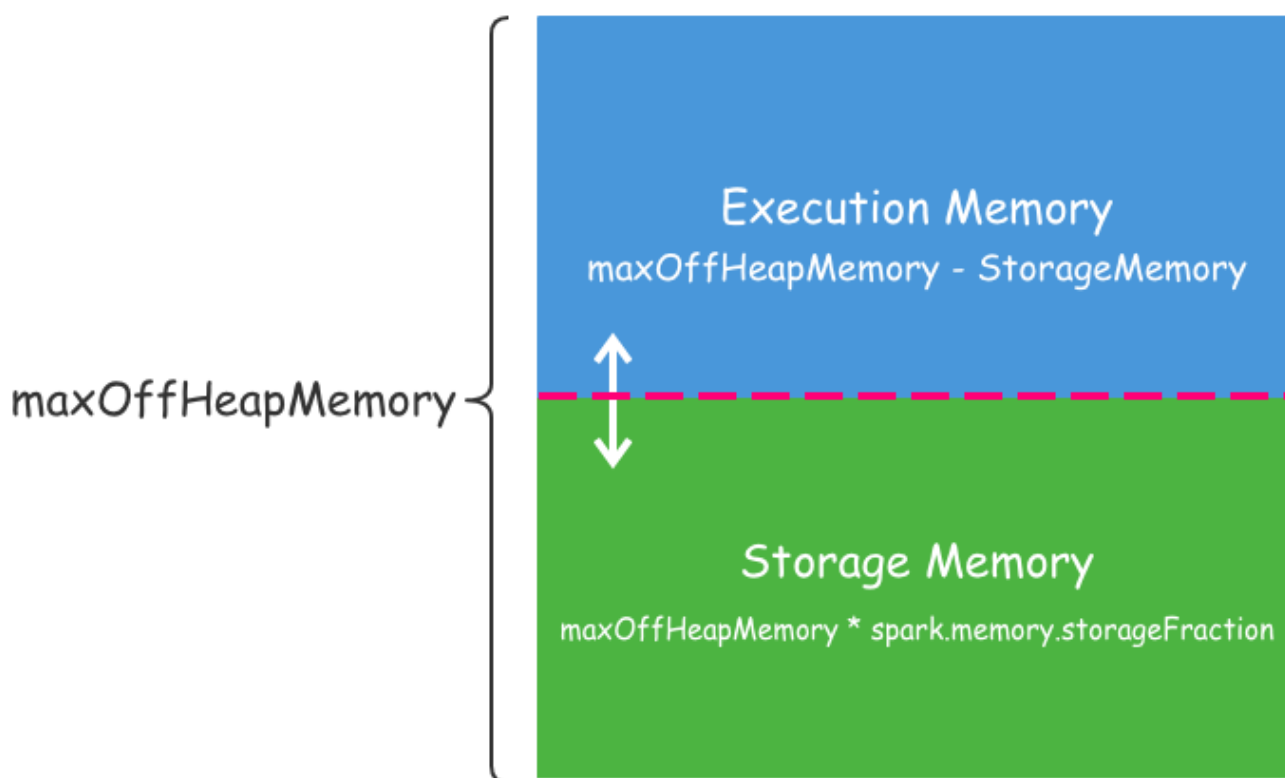 Execution Memory
maxOffHeapMemory - StorageMemory
maxOffHeapMemory
Storage Memory
maxOffHeapMemory * spark.memory.storageFraction